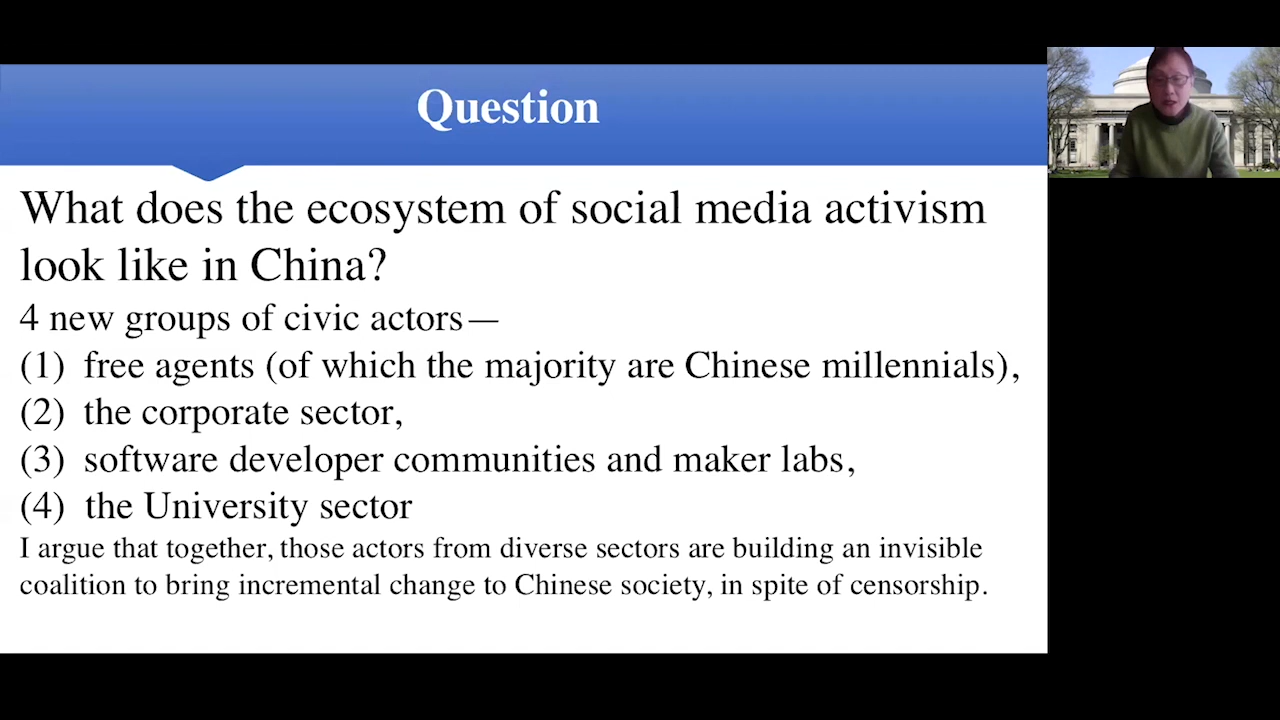 Question
What does the ecosystem of social media activism
look like in China?
4 new groups of civic actors—
(1) free agents (of which the majority are Chinese millennials),
(2) the corporate sector,
(3) software developer communities and maker labs,
(4) the University sector
I argue that together, those actors from diverse sectors are building an invisible
coalition to bring incremental change to Chinese society, in spite of censorship.